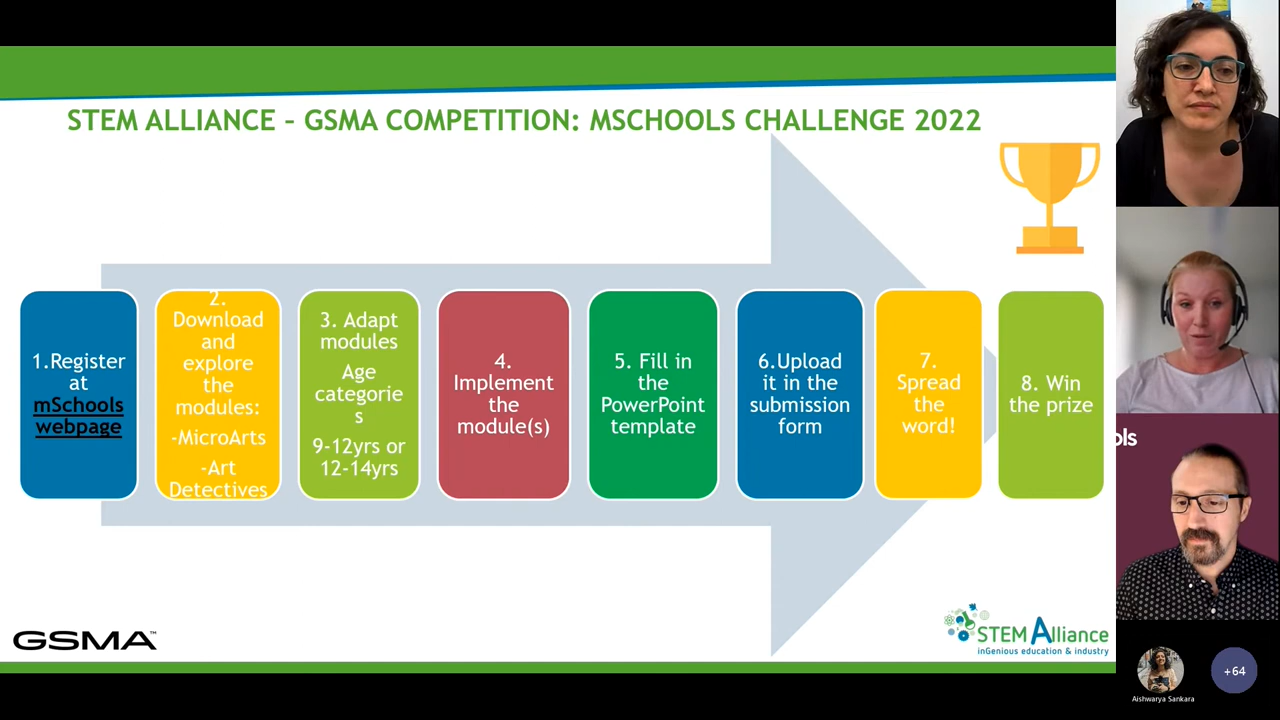 STEM ALLIANCE – GSMA COMPETITION: MSCHOOLS CHALLENGE 2022
1.Register
at
mSchools
webpage
2.
Download
and
explore
the
modules:
-MicroArts
-Art
Detectives
3. Adapt
modules
Age
categorie
s
9-12yrs or
12-14yrs
4.
Implement
the
module(s)
5. Fill in
the
PowerPoint
template
6.Upload
it in the
submission
form
7.
Spread
the
word!
8. Win
the prize
GSMA™
STEM Alliance
inGenious education & industry
ols
Aishwarya Sankara
+64